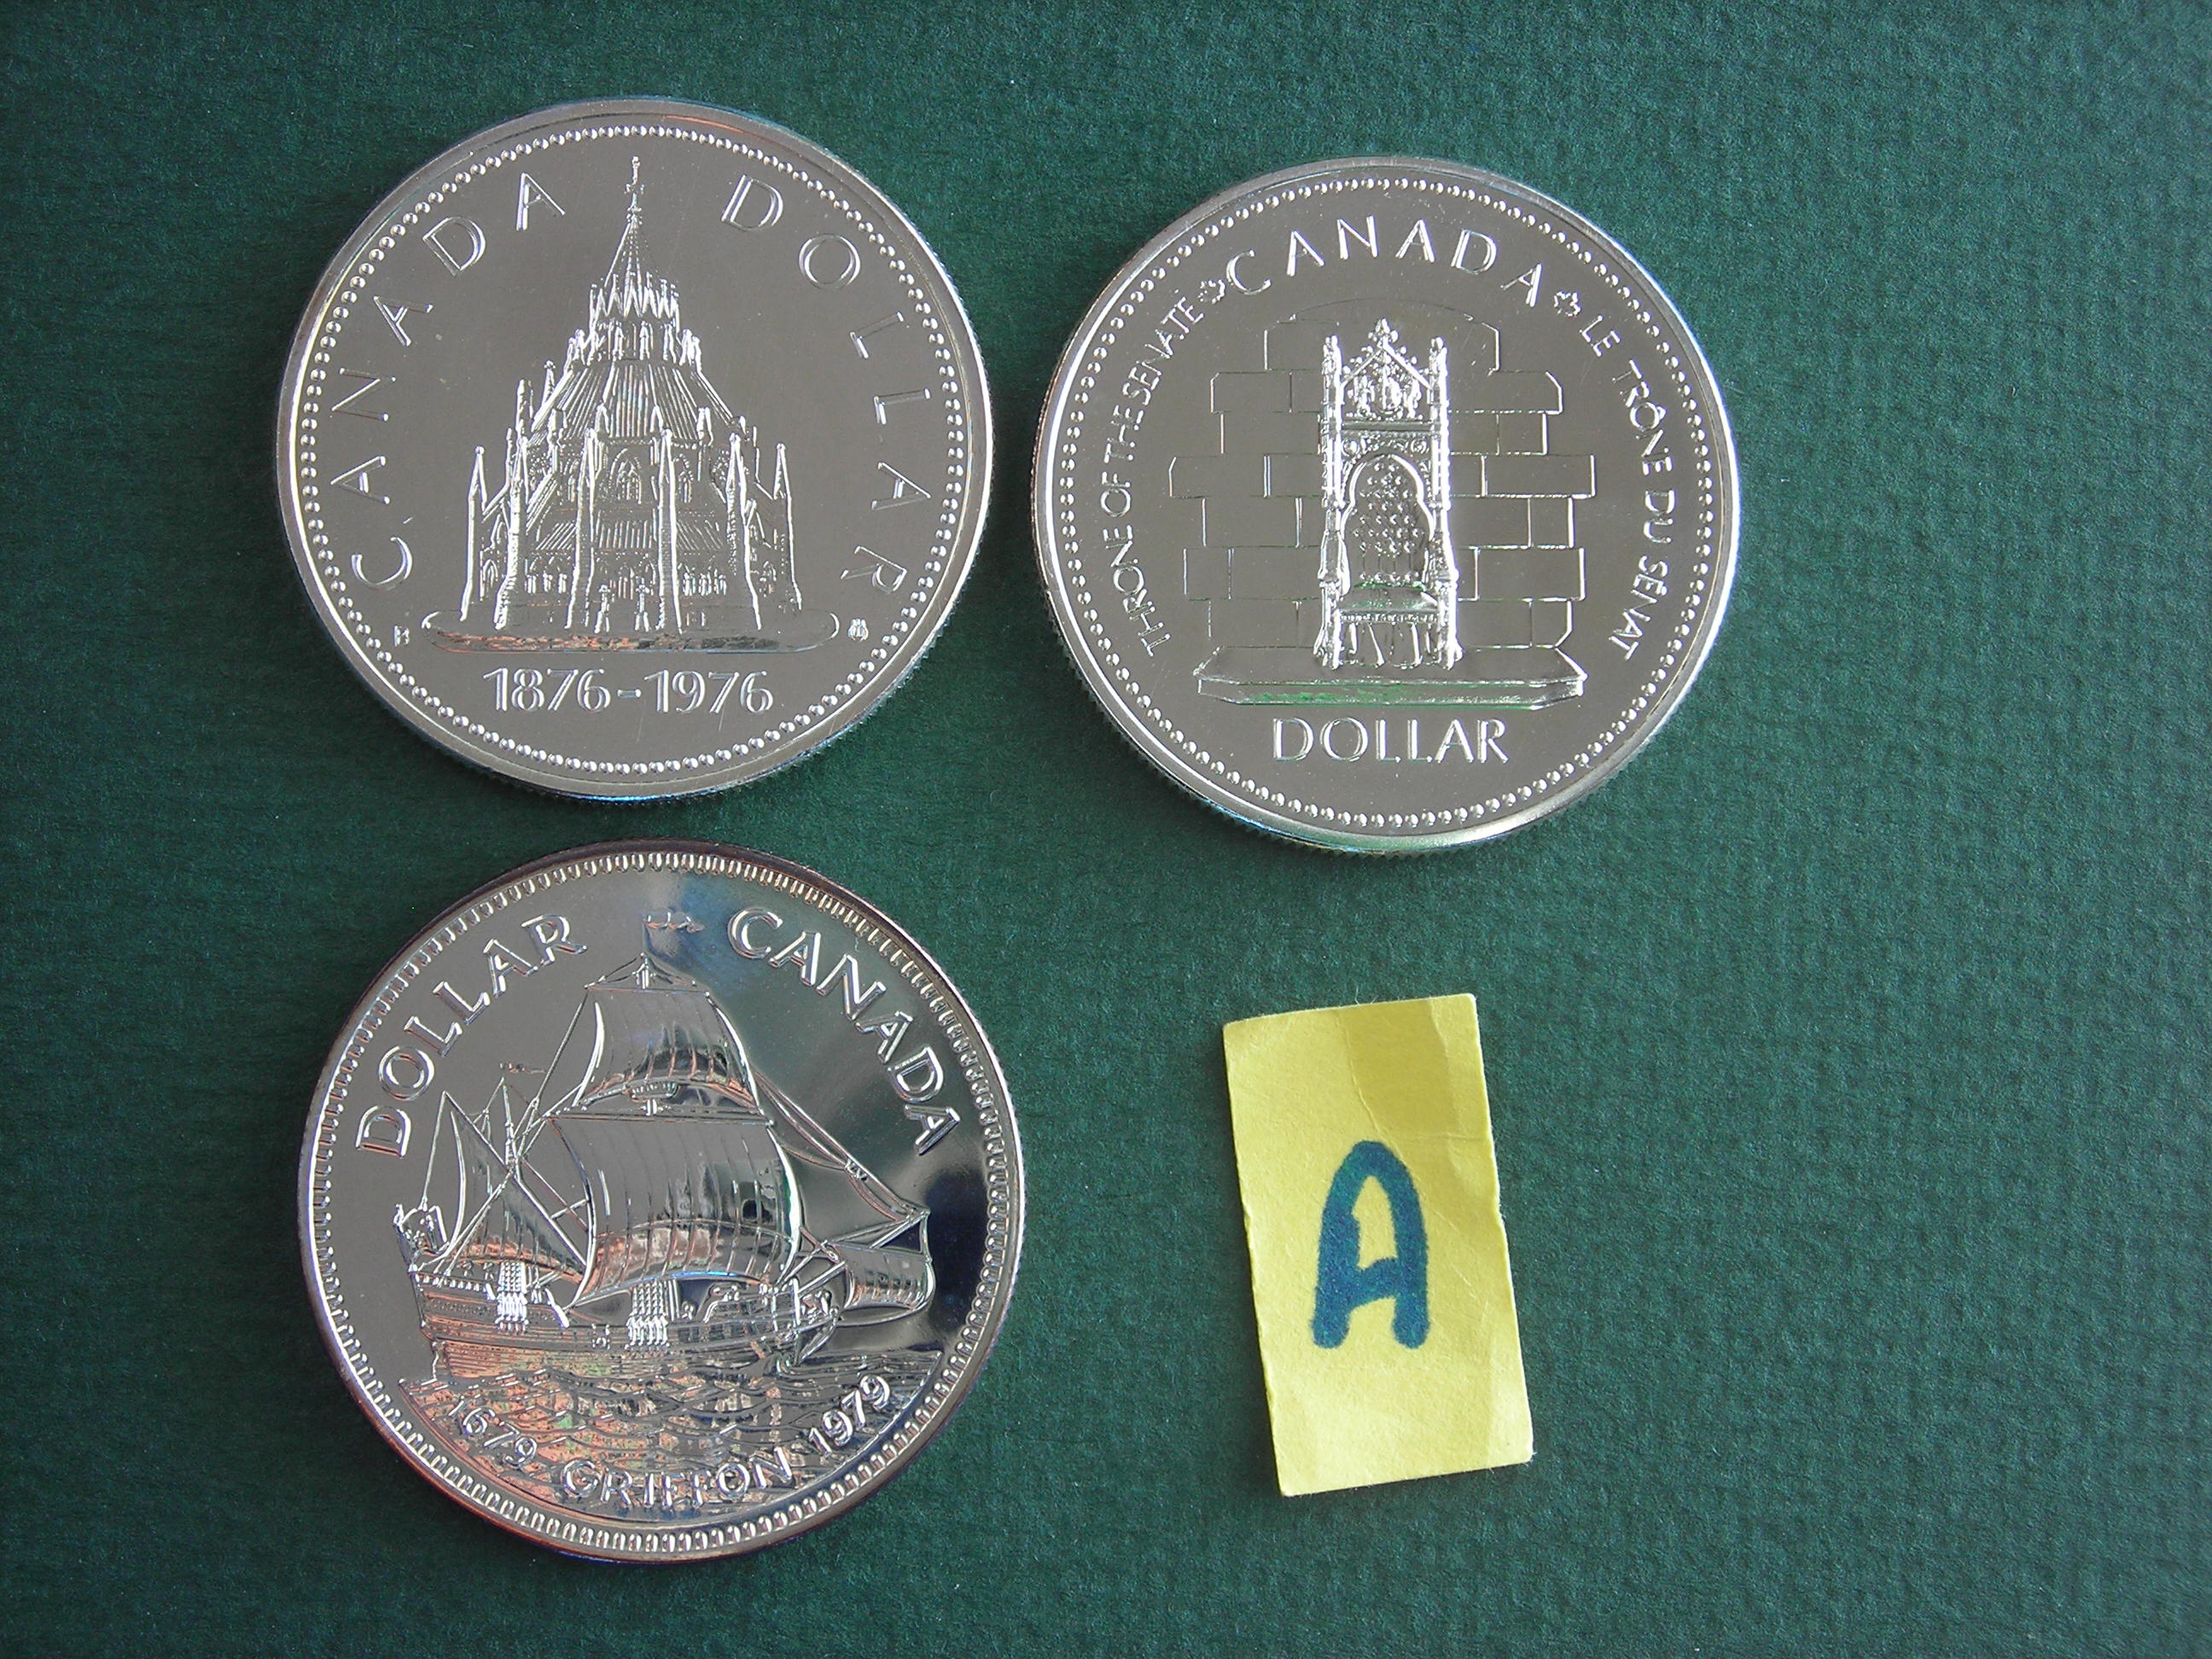 CANADA DOLLAR
1876-1976
CANADA
THRONE OF THE SENATE
LE TRÔNE DU SÉNAT
DOLLAR
DOLLAR CANADA
1679 GRIFFON 1979
A